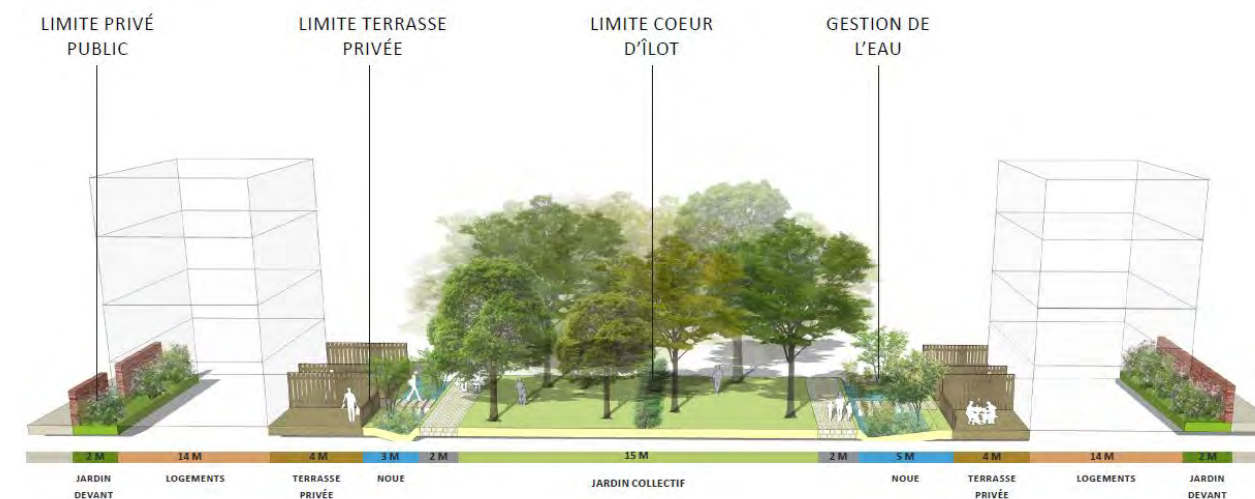 LIMITE PRIVÉ
PUBLIC
LIMITE TERRASSE
PRIVÉE
LIMITE COEUR
D'ÎLOT
GESTION DE
L'EAU
2 M
14 M
4 M
3 M
2 M
15 M
2 M
5 M
4 M
14 M
2 M
JARDIN
DEVANT
LOGEMENTS
TERRASSE
PRIVÉE
NOUE
JARDIN COLLECTIF
NOUE
TERRASSE
PRIVÉE
LOGEMENTS
JARDIN
DEVANT